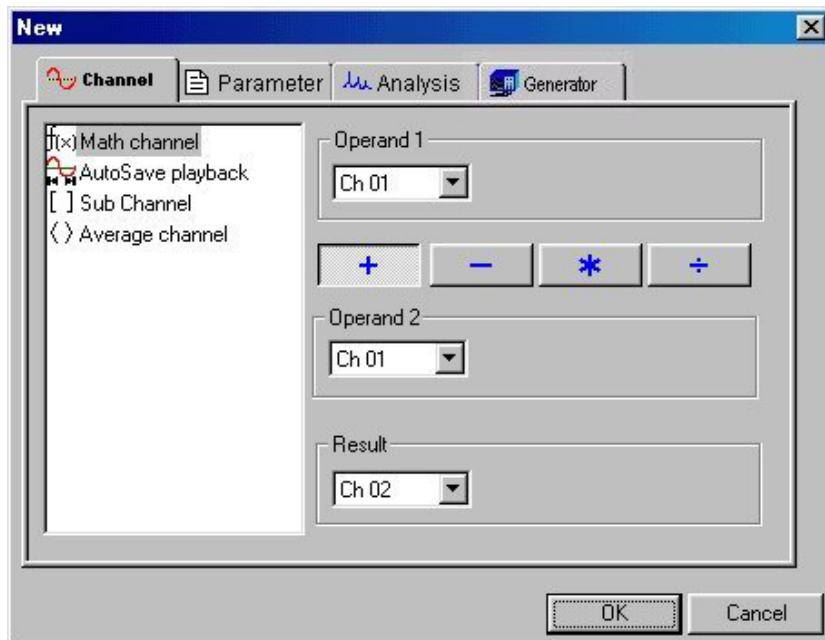 New
Channel Parameter Analysis Generator
f(x) Math channel
AutoSave playback
[ ] Sub Channel
⟨ ⟩ Average channel
Operand 1
Ch 01
+ − * ÷
Operand 2
Ch 01
Result
Ch 02
OK Cancel